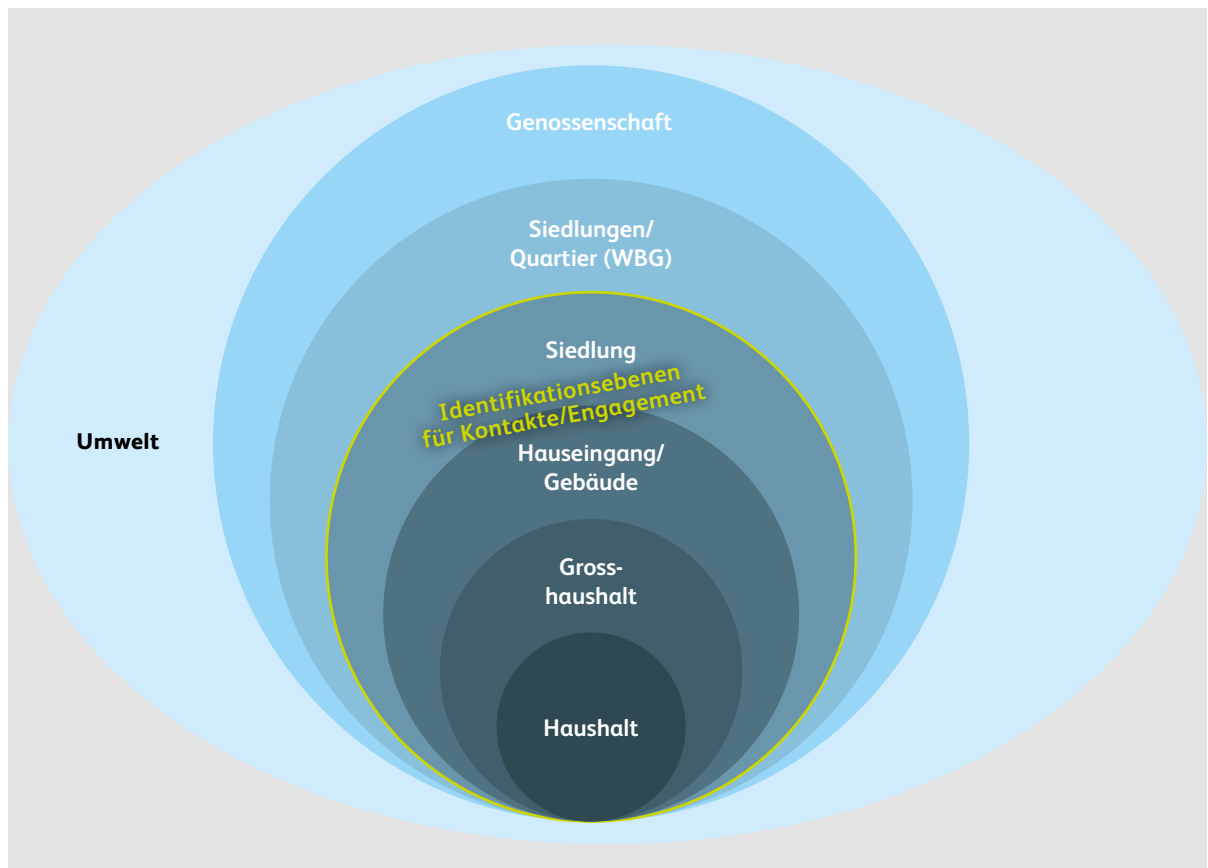 Genossenschaft
Siedlungen/
Quartier (WBG)
Siedlung
Identifikationsebenen
für Kontakte/Engagement
Umwelt
Hauseingang/
Gebäude
Gross-
haushalt
Haushalt